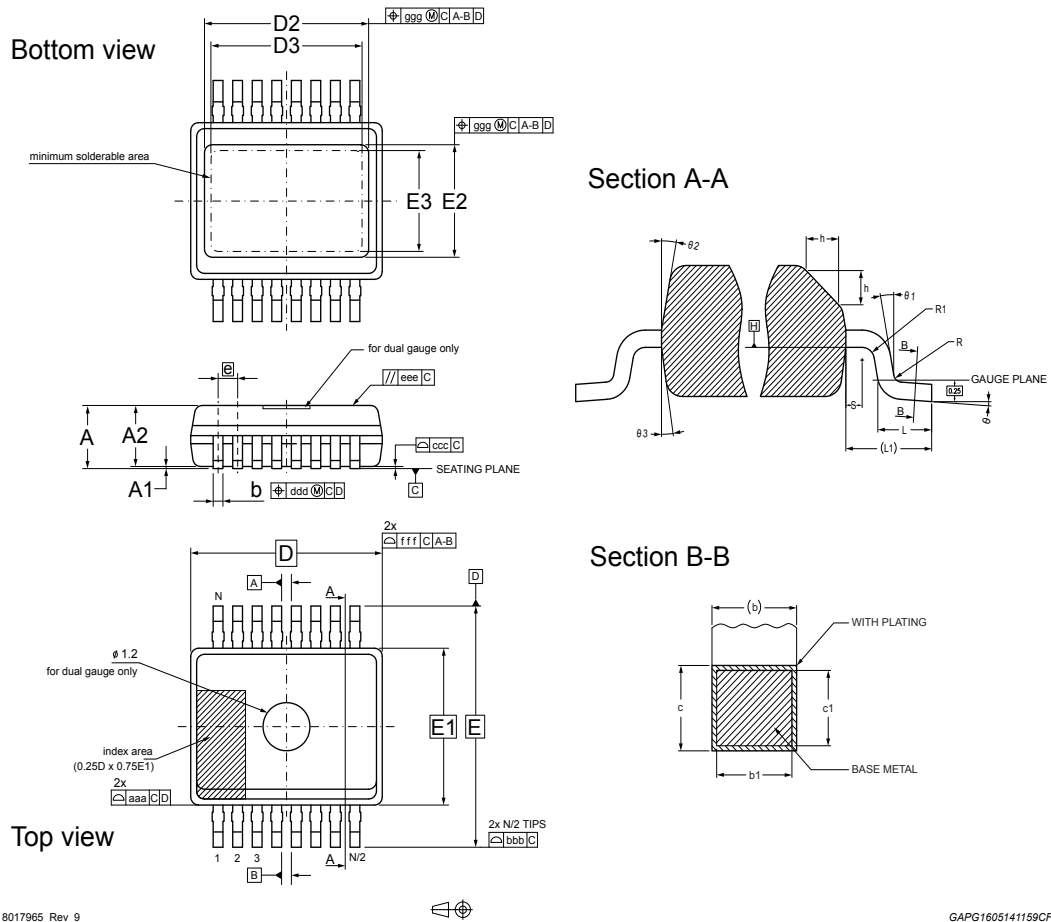 Bottom view
D2
⌖ ggg Ⓜ C A-B D
D3
⌖ ggg Ⓜ C A-B D
minimum solderable area
E3
E2
for dual gauge only
e
// eee C
A
A2
A1
b
⌓ ccc C
SEATING PLANE
C
⌖ ddd Ⓜ C D
2x
⌓ fff C A-B
D
A
A
D
N
ø 1.2
for dual gauge only
E1
E
index area
(0.25D x 0.75E1)
2x
⌓ aaa C D
2x N/2 TIPS
⌓ bbb C
Top view
1
2
3
A
N/2
B
Section A-A
θ2
h
h
θ1
R1
H
B
R
GAUGE PLANE
0.25
S
B
L
θ
(L1)
θ3
Section B-B
(b)
WITH PLATING
c
c1
b1
BASE METAL
8017965 Rev 9